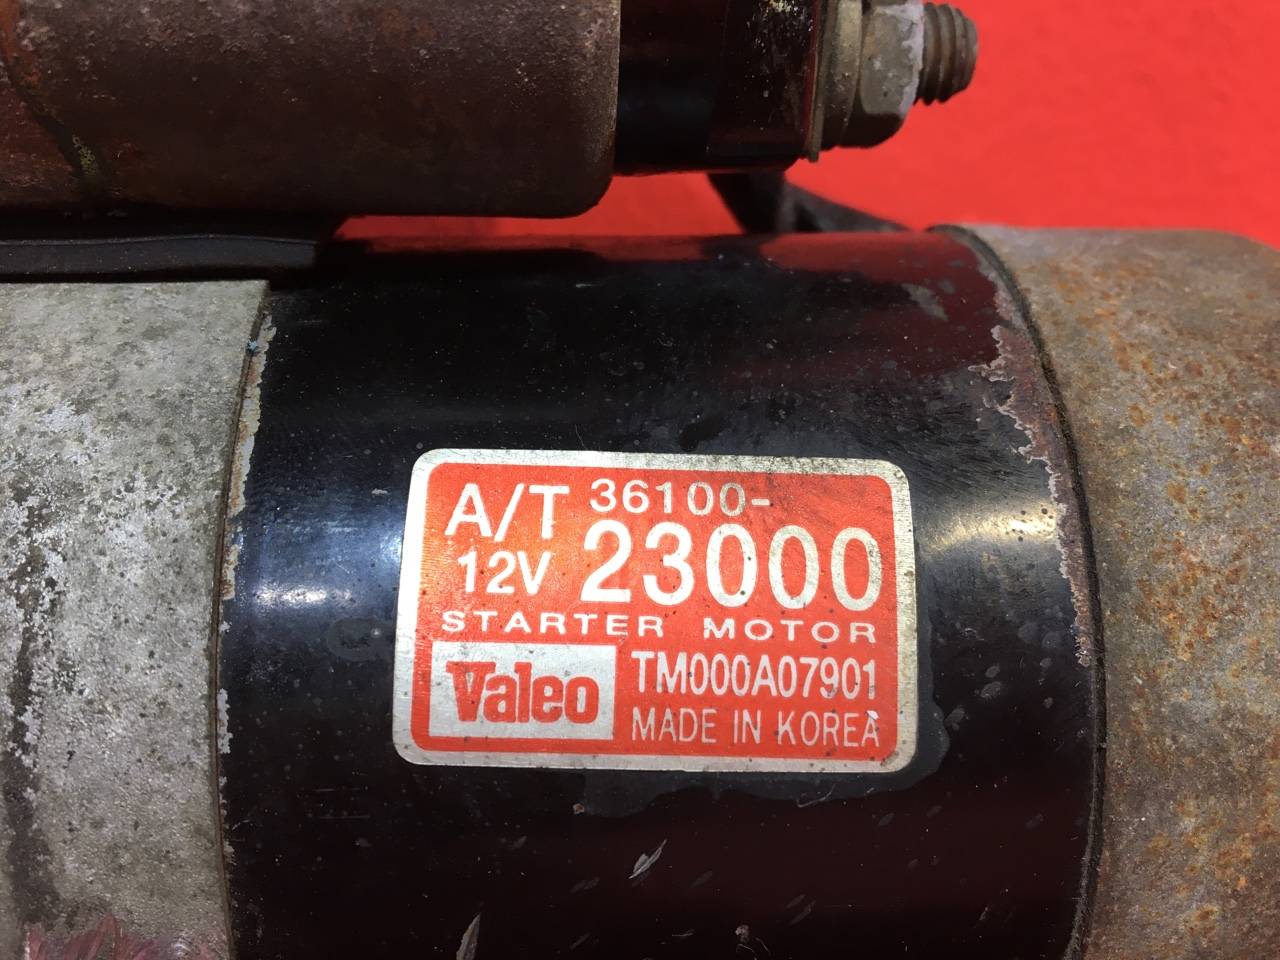 A/T 36100-
12V 23000
STARTER MOTOR
Valeo TM000A07901
MADE IN KOREA